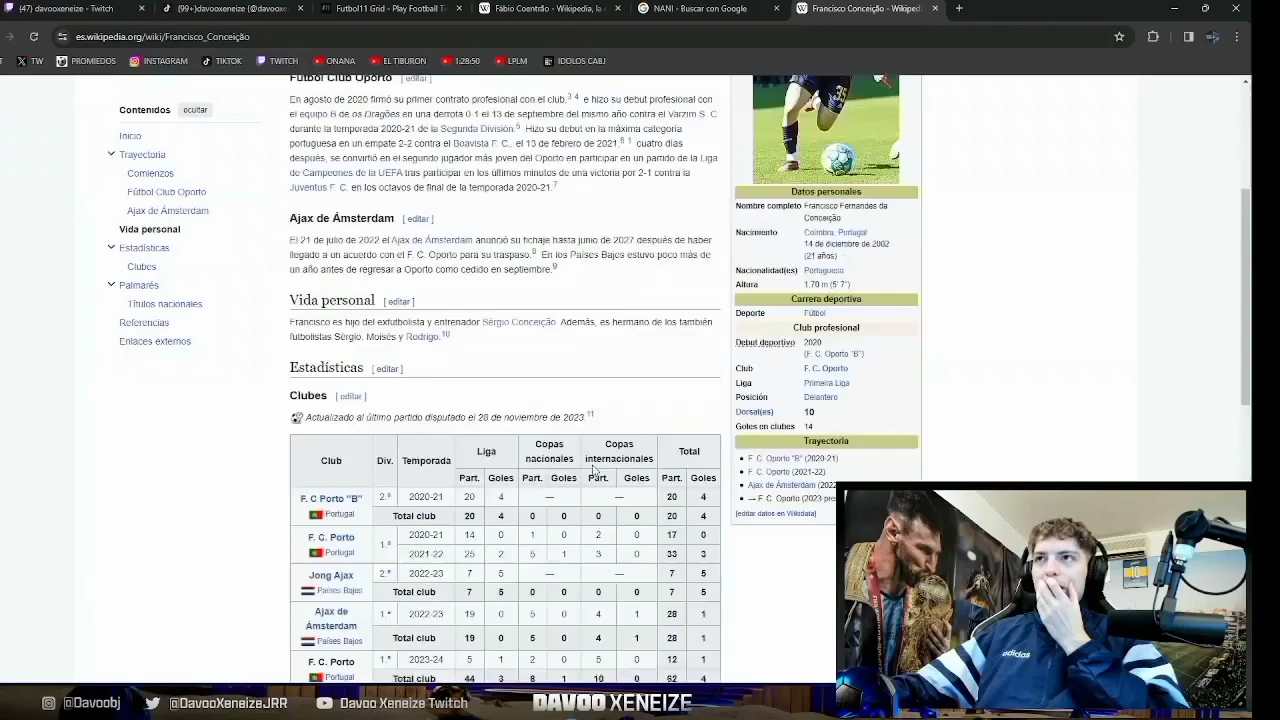 (47) davooxeneize - Twitch
(99+)davooxeneize (@davoox
Futbol11 Grid - Play Football T
Fábio Coentrão - Wikipedia, la
NANI - Buscar con Google
Francisco Conceição - Wikiped
es.wikipedia.org/wiki/Francisco_Conceição
TW
PROMIEDOS
INSTAGRAM
TIKTOK
TWITCH
ONANA
EL TIBURON
1:26:50
LPLM
IDOLOS CABJ
Contenidos ocultar
Inicio
Trayectoria
Comienzos
Fútbol Club Oporto
Ajax de Ámsterdam
Vida personal
Estadísticas
Clubes
Palmarés
Títulos nacionales
Referencias
Enlaces externos
Fútbol Club Oporto [editar]
En agosto de 2020 firmó su primer contrato profesional con el club,3 4 e hizo su debut profesional con
el equipo B de os Dragões en una derrota 0-1 el 13 de septiembre del mismo año contra el Varzim S. C
durante la temporada 2020-21 de la Segunda División.5 Hizo su debut en la máxima categoría
portuguesa en un empate 2-2 contra el Boavista F. C., el 13 de febrero de 2021,6 1 cuatro días
después, se convirtió en el segundo jugador más joven del Oporto en participar en un partido de la Liga
de Campeones de la UEFA tras participar en los últimos minutos de una victoria por 2-1 contra la
Juventus F. C. en los octavos de final de la temporada 2020-21.7
Ajax de Ámsterdam [ editar ]
El 21 de julio de 2022 el Ajax de Ámsterdam anunció su fichaje hasta junio de 2027 después de haber
llegado a un acuerdo con el F. C. Oporto para su traspaso.8 En los Países Bajos estuvo poco más de
un año antes de regresar a Oporto como cedido en septiembre.9
Vida personal [ editar ]
Francisco es hijo del exfutbolista y entrenador Sérgio Conceição. Además, es hermano de los también
futbolistas Sérgio, Moisés y Rodrigo.10
Estadísticas [ editar ]
Clubes [ editar ]
Actualizado al último partido disputado el 28 de noviembre de 2023.11
Club Div. Temporada Liga Copas nacionales Copas internacionales Total
Part. Goles Part. Goles Part. Goles Part. Goles
F. C Porto "B" Portugal 2.ª 2020-21 20 4 — — 20 4
Total club 20 4 0 0 0 0 20 4
F. C. Porto Portugal 1.ª 2020-21 14 0 1 0 2 0 17 0
2021-22 25 2 5 1 3 0 33 3
Jong Ajax Países Bajos 2.ª 2022-23 7 5 — — 7 5
Total club 7 5 0 0 0 0 7 5
Ajax de Ámsterdam Países Bajos 1.ª 2022-23 19 0 5 0 4 1 28 1
Total club 19 0 5 0 4 1 28 1
F. C. Porto Portugal 1.ª 2023-24 5 1 2 0 5 0 12 1
Total club 44 3 8 1 10 0 62 4
35
Datos personales
Nombre completo Francisco Fernandes da
Conceição
Nacimiento Coímbra, Portugal
14 de diciembre de 2002
(21 años)
Nacionalidad(es) Portuguesa
Altura 1.70 m (5′ 7″)
Carrera deportiva
Deporte Fútbol
Club profesional
Debut deportivo 2020
(F. C. Oporto "B")
Club F. C. Oporto
Liga Primeira Liga
Posición Delantero
Dorsal(es) 10
Goles en clubes 14
Trayectoria
F. C. Oporto "B" (2020-21)
F. C. Oporto (2021-22)
Ajax de Ámsterdam (2022
→ F. C. Oporto (2023-pres
[editar datos en Wikidata]
10
adidas
@Davoobj
@DavooXeneizeJRR
Davoo Xeneize Twitch
DAVOO XENEIZE